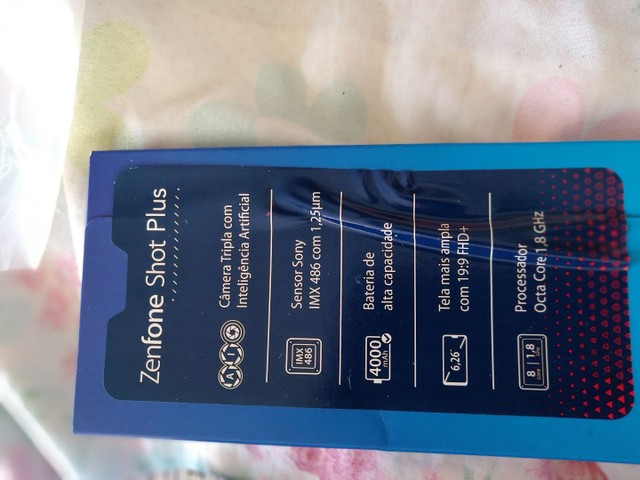 Zenfone Shot Plus
A I
Câmera Tripla com
Inteligência Artificial
IMX
486
Sensor Sony
IMX 486 com 1,25µm
4000
mAh
Bateria de
alta capacidade
6,26"
Tela mais ampla
com 19:9 FHD+
8 1,8
Core GHz
Processador
Octa Core 1,8 GHz